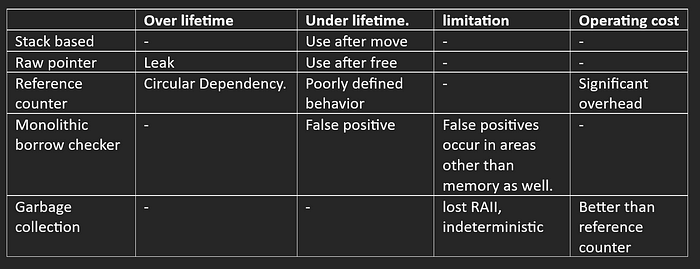 Over lifetime Under lifetime. limitation Operating cost
Stack based - Use after move - -
Raw pointer Leak Use after free - -
Reference counter Circular Dependency. Poorly defined behavior - Significant overhead
Monolithic borrow checker - False positive False positives occur in areas other than memory as well. -
Garbage collection - - lost RAII, indeterministic Better than reference counter